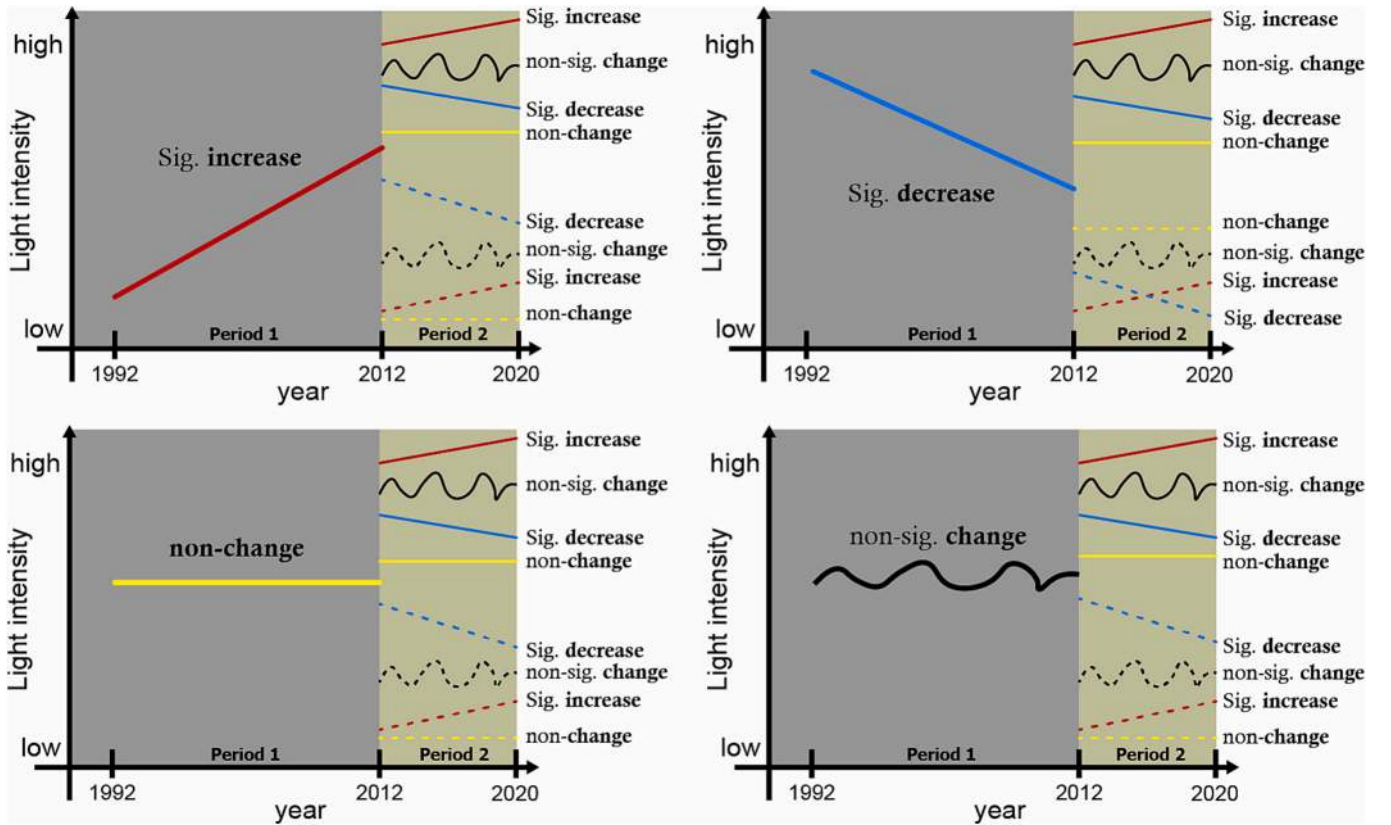 high
Light intensity
low
Sig. increase
Period 1
Period 2
1992
2012
2020
year
Sig. increase
non-sig. change
Sig. decrease
non-change
Sig. decrease
non-sig. change
Sig. increase
non-change
high
Light intensity
low
Sig. decrease
Period 1
Period 2
1992
2012
2020
year
Sig. increase
non-sig. change
Sig. decrease
non-change
non-change
non-sig. change
Sig. increase
Sig. decrease
high
Light intensity
low
non-change
Period 1
Period 2
1992
2012
2020
year
Sig. increase
non-sig. change
Sig. decrease
non-change
Sig. decrease
non-sig. change
Sig. increase
non-change
high
Light intensity
low
non-sig. change
Period 1
Period 2
1992
2012
2020
year
Sig. increase
non-sig. change
Sig. decrease
non-change
Sig. decrease
non-sig. change
Sig. increase
non-change